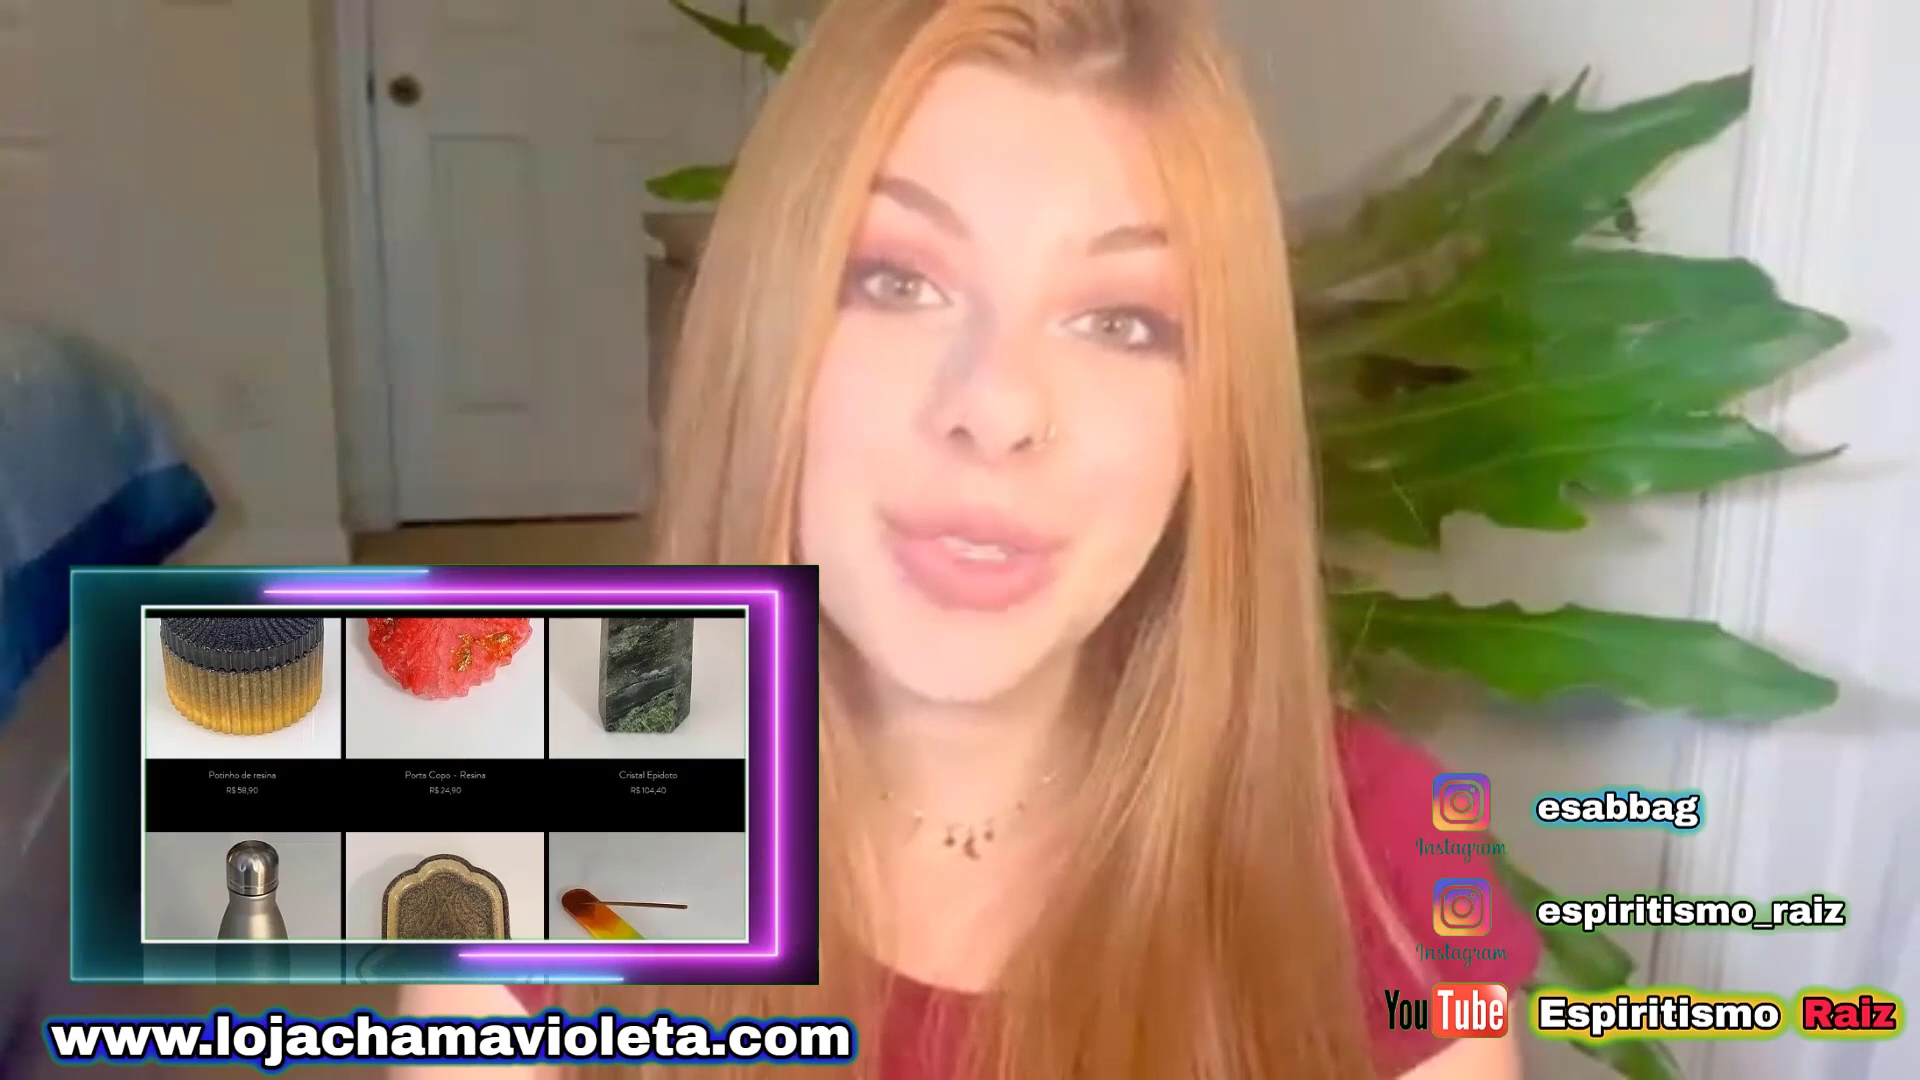 Potinho de resina
R$ 58,90
Porta Copo - Resina
R$ 24,90
Cristal Epidoto
R$ 104,40
www.lojachamavioleta.com
Instagram
esabbag
Instagram
espiritismo_raiz
YouTube
Espiritismo Raiz